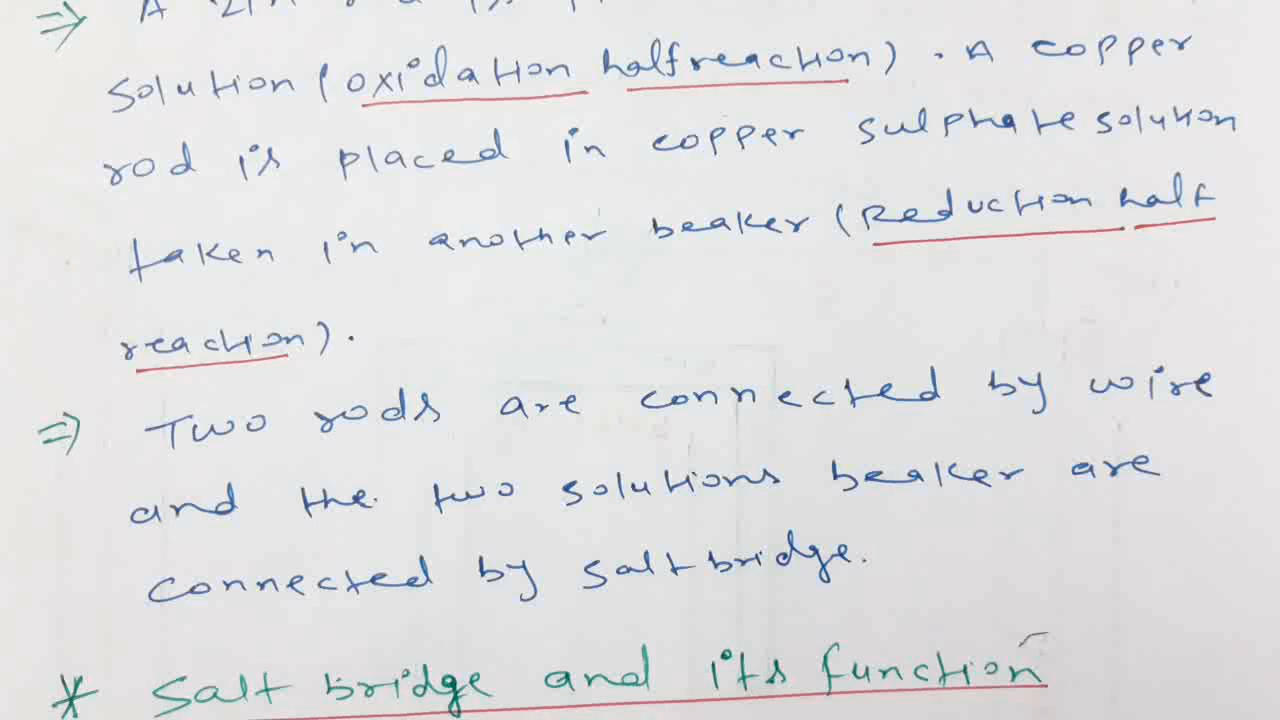 ⇒ A
solution (oxidation half reaction). A copper
rod is placed in copper sulphate solution
taken in another beaker (Reduction half
reaction).
⇒ Two rods are connected by wire
and the two solutions beaker are
connected by salt bridge.
* Salt bridge and its function